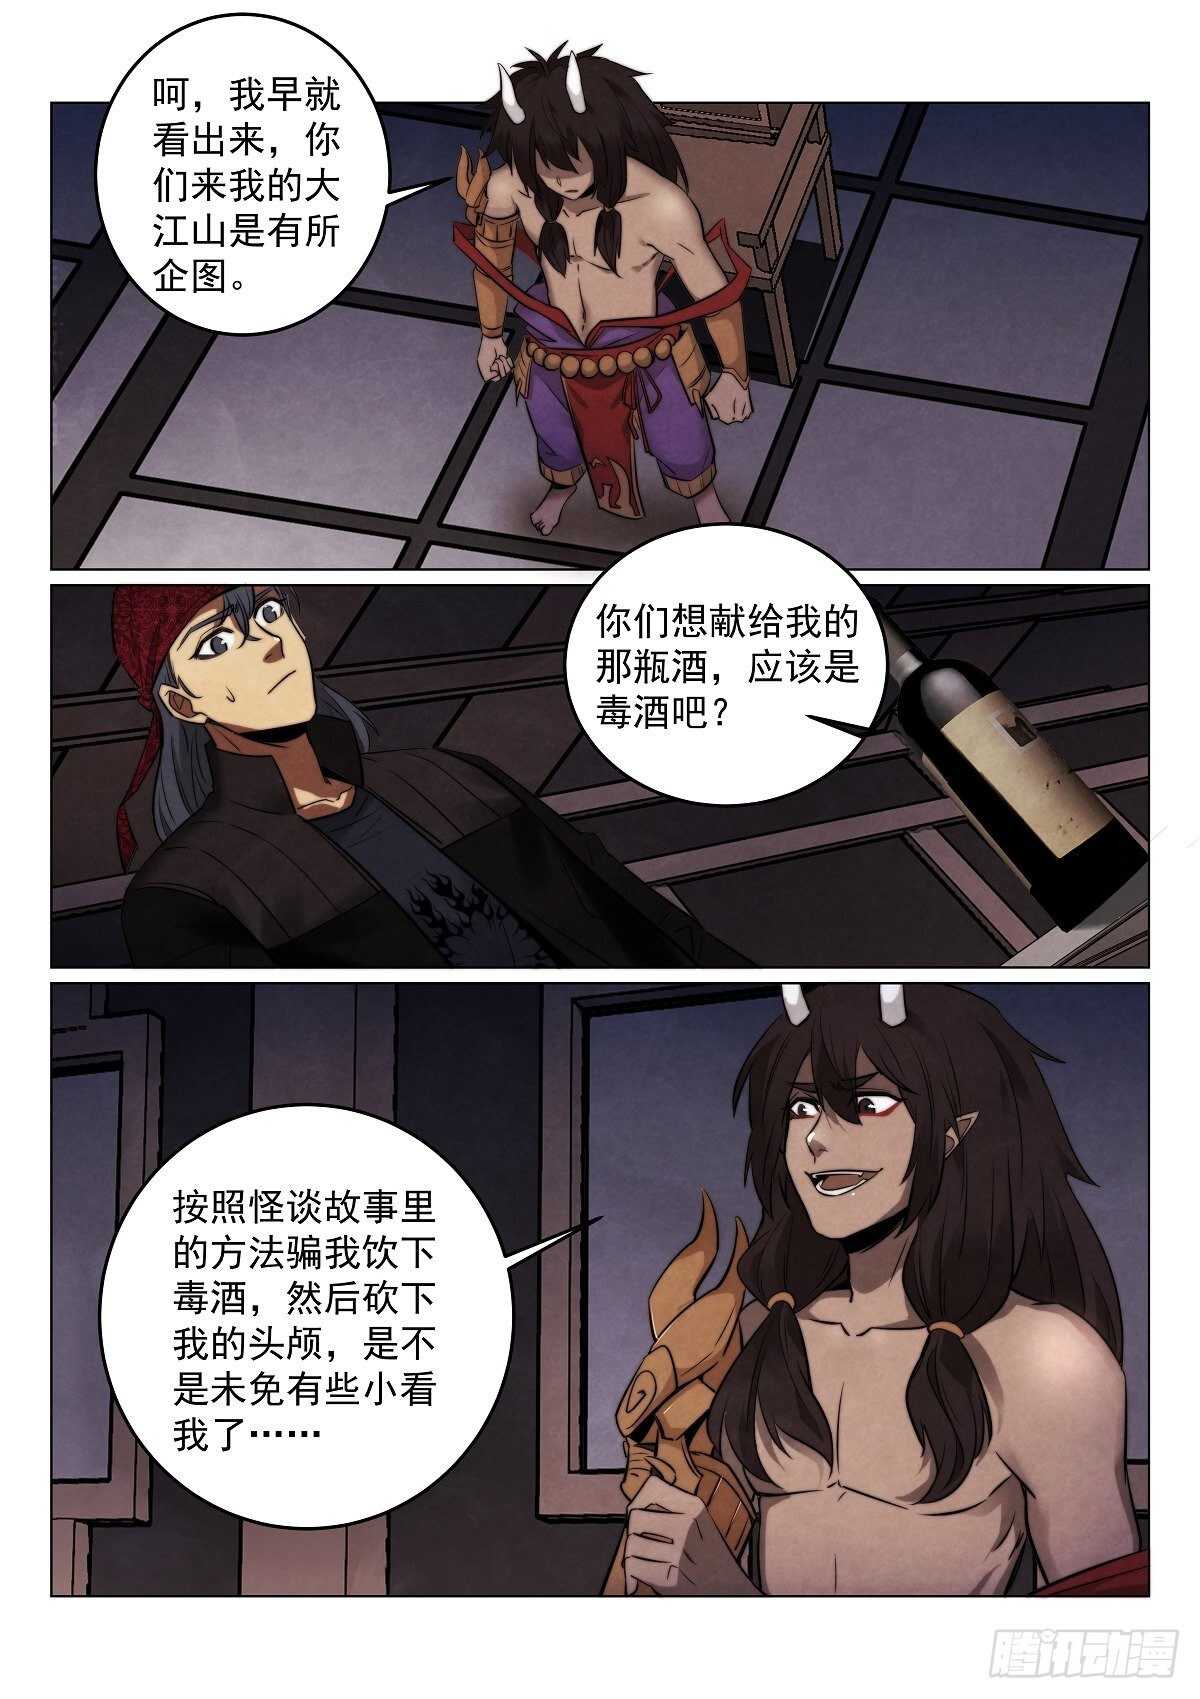 呵，我早就
看出来，你
们来我的大
江山是有所
企图。
你们想献给我的
那瓶酒，应该是
毒酒吧？
按照怪谈故事里
的方法骗我饮下
毒酒，然后砍下
我的头颅，是不
是未免有些小看
我了……
腾讯动漫